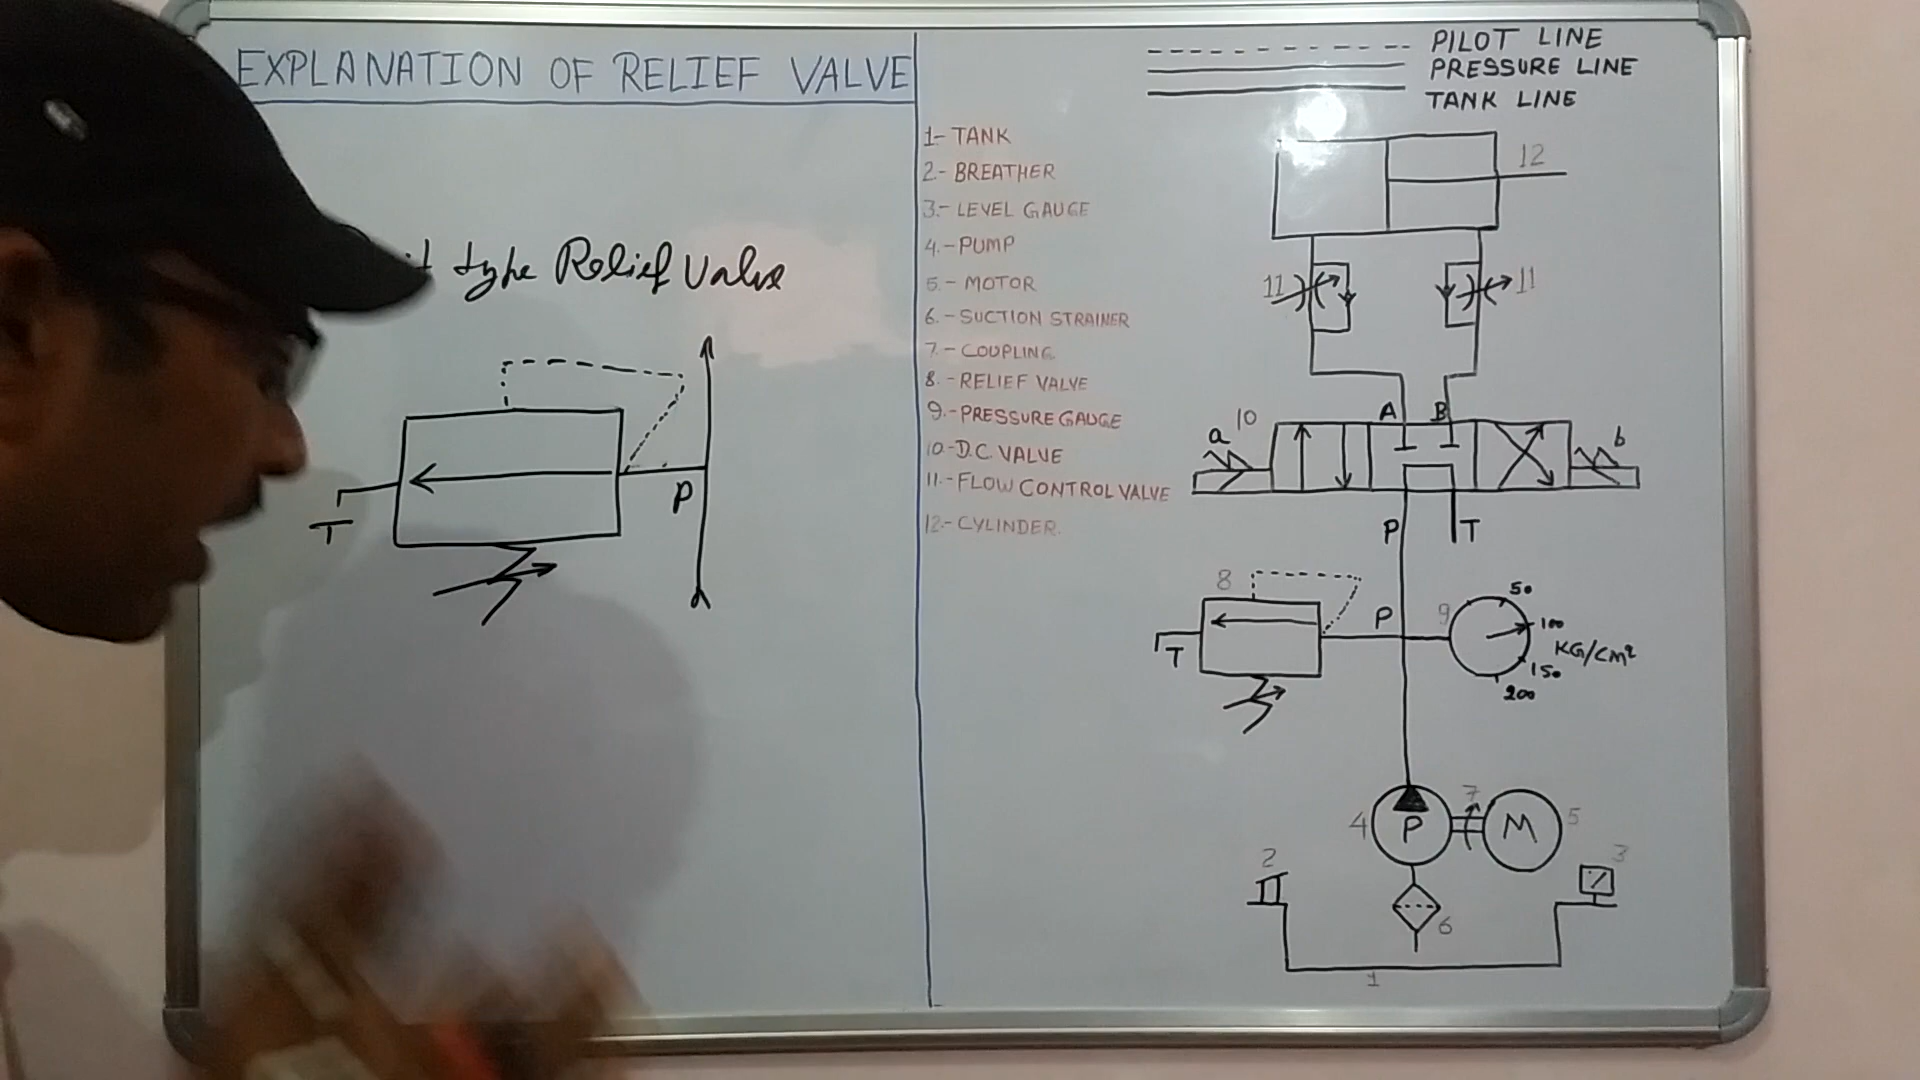 EXPLANATION OF RELIEF VALVE
type Relief Valve
T
P
PILOT LINE
PRESSURE LINE
TANK LINE
1- TANK
2.- BREATHER
3.- LEVEL GAUGE
4.- PUMP
5.- MOTOR
6.- SUCTION STRAINER
7.- COUPLING
8.- RELIEF VALVE
9.- PRESSURE GAUGE
10.- D.C. VALVE
11.- FLOW CONTROL VALVE
12.- CYLINDER.
12
11
11
A B
10
a
b
P T
8
P
T
9
50
100
KG/CM²
150
200
4
P
7
M
5
2
3
6
1